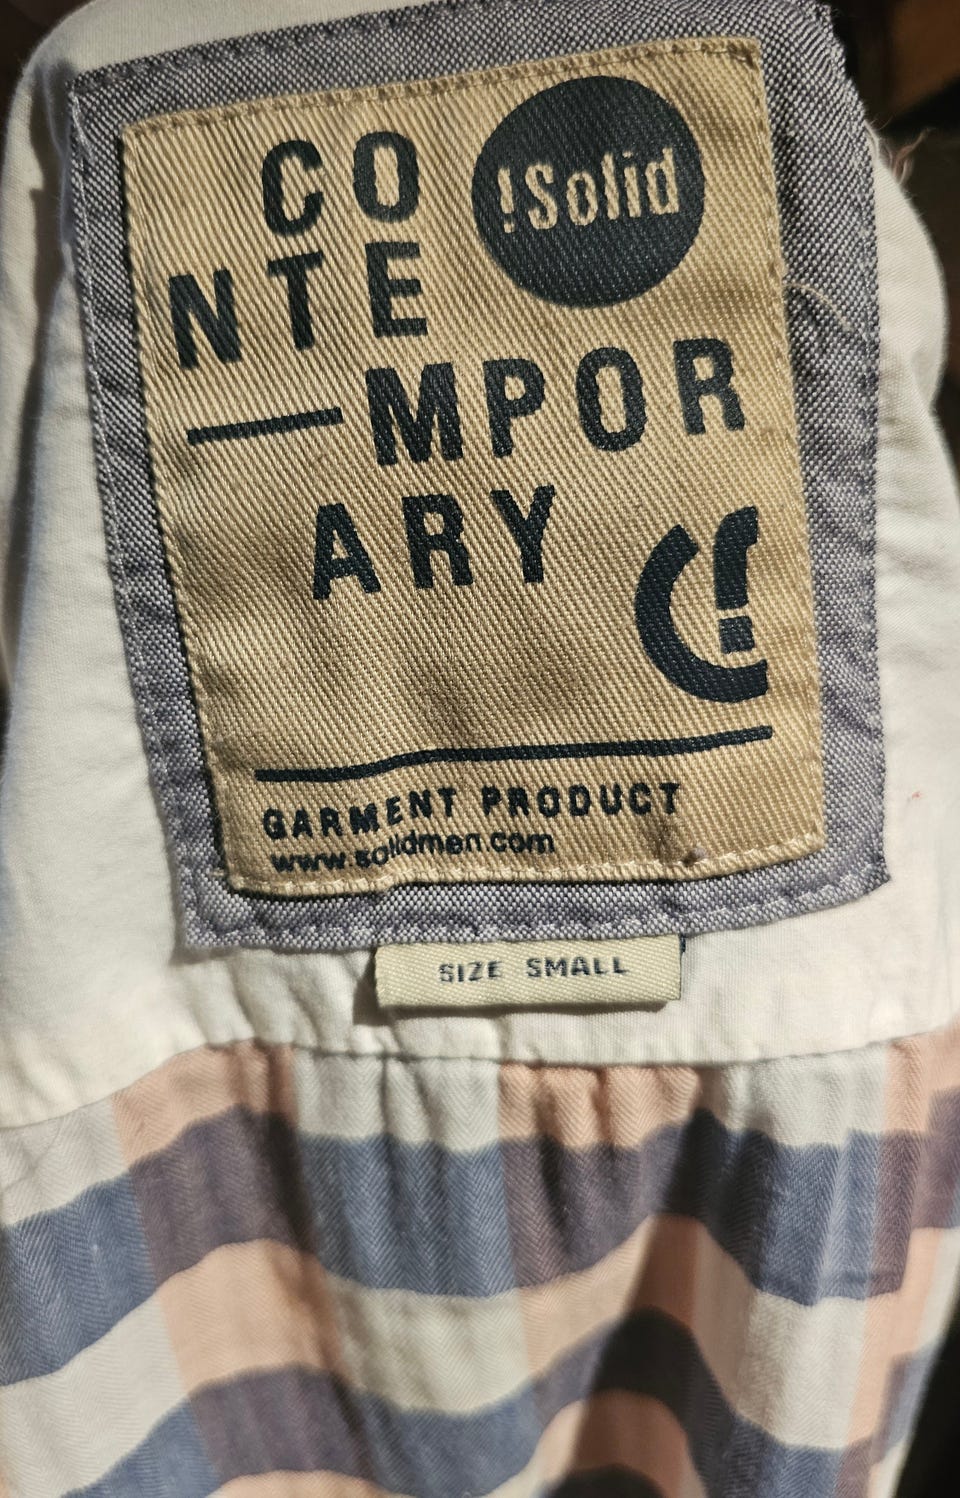 CO
!Solid
NTE
MPOR
ARY
C!
GARMENT PRODUCT
www.solidmen.com
SIZE SMALL